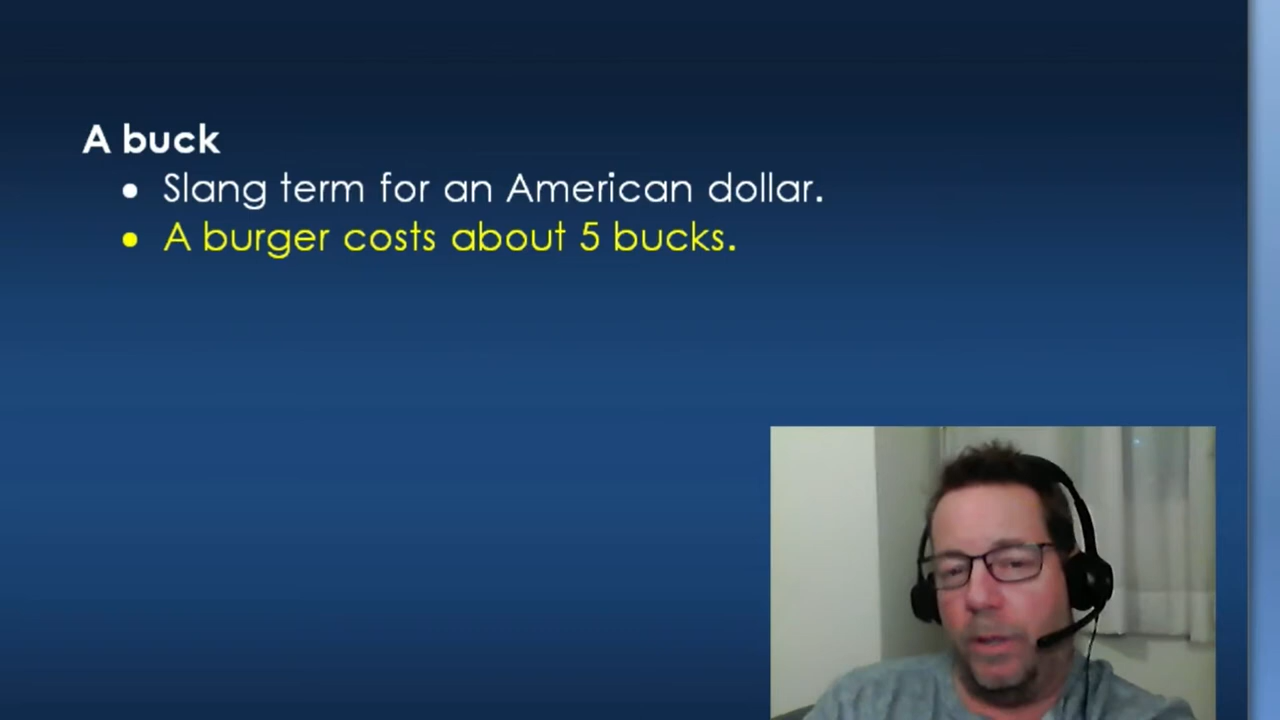 A buck
• Slang term for an American dollar.
• A burger costs about 5 bucks.